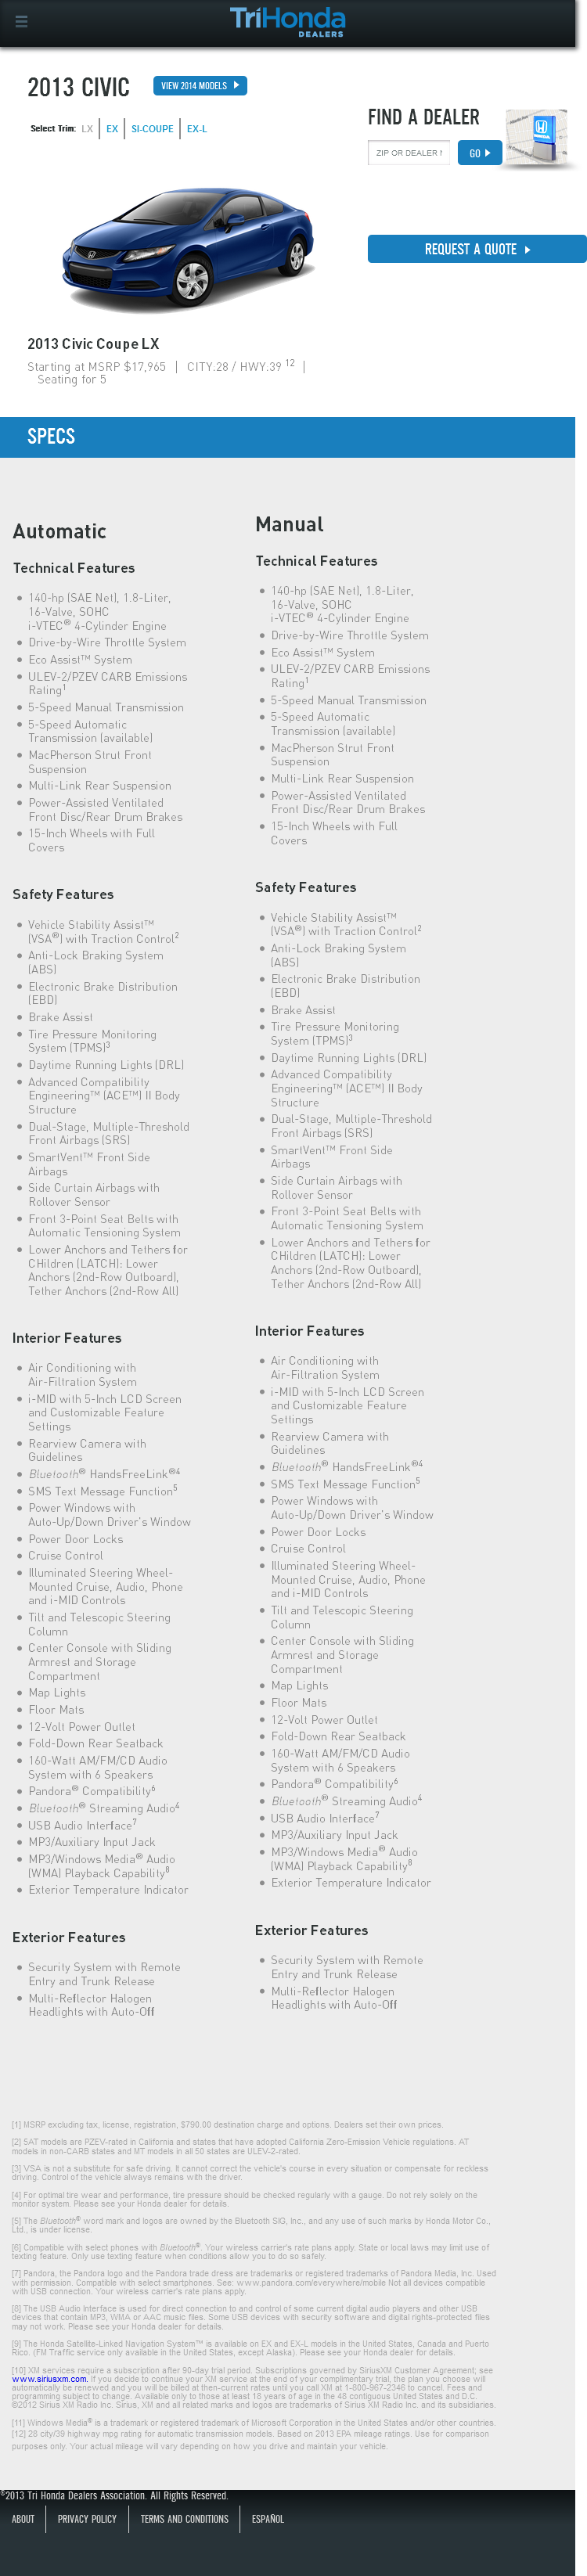 TriHonda
DEALERS
2013 CIVIC
VIEW 2014 MODELS
Select Trim: LX EX SI-COUPE EX-L
FIND A DEALER
ZIP OR DEALER
GO
REQUEST A QUOTE
2013 Civic Coupe LX
Starting at MSRP $17,965 | CITY.28 / HWY.39 12 |
Seating for 5
SPECS
Automatic
Technical Features
140-hp (SAE Net), 1.8-Liter,
16-Valve, SOHC
i-VTEC® 4-Cylinder Engine
Drive-by-Wire Throttle System
Eco Assist™ System
ULEV-2/PZEV CARB Emissions
Rating1
5-Speed Manual Transmission
5-Speed Automatic
Transmission (available)
MacPherson Strut Front
Suspension
Multi-Link Rear Suspension
Power-Assisted Ventilated
Front Disc/Rear Drum Brakes
15-Inch Wheels with Full
Covers
Safety Features
Vehicle Stability Assist™
(VSA®) with Traction Control2
Anti-Lock Braking System
(ABS)
Electronic Brake Distribution
(EBD)
Brake Assist
Tire Pressure Monitoring
System (TPMS)3
Daytime Running Lights (DRL)
Advanced Compatibility
Engineering™ (ACE™) II Body
Structure
Dual-Stage, Multiple-Threshold
Front Airbags (SRS)
SmartVent™ Front Side
Airbags
Side Curtain Airbags with
Rollover Sensor
Front 3-Point Seat Belts with
Automatic Tensioning System
Lower Anchors and Tethers for
CHildren (LATCH): Lower
Anchors (2nd-Row Outboard),
Tether Anchors (2nd-Row All)
Interior Features
Air Conditioning with
Air-Filtration System
i-MID with 5-Inch LCD Screen
and Customizable Feature
Settings
Rearview Camera with
Guidelines
Bluetooth® HandsFreeLink®4
SMS Text Message Function5
Power Windows with
Auto-Up/Down Driver's Window
Power Door Locks
Cruise Control
Illuminated Steering Wheel-
Mounted Cruise, Audio, Phone
and i-MID Controls
Tilt and Telescopic Steering
Column
Center Console with Sliding
Armrest and Storage
Compartment
Map Lights
Floor Mats
12-Volt Power Outlet
Fold-Down Rear Seatback
160-Watt AM/FM/CD Audio
System with 6 Speakers
Pandora® Compatibility6
Bluetooth® Streaming Audio4
USB Audio Interface7
MP3/Auxiliary Input Jack
MP3/Windows Media® Audio
(WMA) Playback Capability8
Exterior Temperature Indicator
Exterior Features
Security System with Remote
Entry and Trunk Release
Multi-Reflector Halogen
Headlights with Auto-Off
Manual
Technical Features
140-hp (SAE Net), 1.8-Liter,
16-Valve, SOHC
i-VTEC® 4-Cylinder Engine
Drive-by-Wire Throttle System
Eco Assist™ System
ULEV-2/PZEV CARB Emissions
Rating1
5-Speed Manual Transmission
5-Speed Automatic
Transmission (available)
MacPherson Strut Front
Suspension
Multi-Link Rear Suspension
Power-Assisted Ventilated
Front Disc/Rear Drum Brakes
15-Inch Wheels with Full
Covers
Safety Features
Vehicle Stability Assist™
(VSA®) with Traction Control2
Anti-Lock Braking System
(ABS)
Electronic Brake Distribution
(EBD)
Brake Assist
Tire Pressure Monitoring
System (TPMS)3
Daytime Running Lights (DRL)
Advanced Compatibility
Engineering™ (ACE™) II Body
Structure
Dual-Stage, Multiple-Threshold
Front Airbags (SRS)
SmartVent™ Front Side
Airbags
Side Curtain Airbags with
Rollover Sensor
Front 3-Point Seat Belts with
Automatic Tensioning System
Lower Anchors and Tethers for
CHildren (LATCH): Lower
Anchors (2nd-Row Outboard),
Tether Anchors (2nd-Row All)
Interior Features
Air Conditioning with
Air-Filtration System
i-MID with 5-Inch LCD Screen
and Customizable Feature
Settings
Rearview Camera with
Guidelines
Bluetooth® HandsFreeLink®4
SMS Text Message Function5
Power Windows with
Auto-Up/Down Driver's Window
Power Door Locks
Cruise Control
Illuminated Steering Wheel-
Mounted Cruise, Audio, Phone
and i-MID Controls
Tilt and Telescopic Steering
Column
Center Console with Sliding
Armrest and Storage
Compartment
Map Lights
Floor Mats
12-Volt Power Outlet
Fold-Down Rear Seatback
160-Watt AM/FM/CD Audio
System with 6 Speakers
Pandora® Compatibility6
Bluetooth® Streaming Audio4
USB Audio Interface7
MP3/Auxiliary Input Jack
MP3/Windows Media® Audio
(WMA) Playback Capability8
Exterior Temperature Indicator
Exterior Features
Security System with Remote
Entry and Trunk Release
Multi-Reflector Halogen
Headlights with Auto-Off
[1] MSRP excluding tax, license, registration, $790.00 destination charge and options. Dealers set their own prices.
[2] 5AT models are PZEV-rated in California and states that have adopted California Zero-Emission Vehicle regulations. AT
models in non-CARB states and MT models in all 50 states are ULEV-2-rated.
[3] VSA is not a substitute for safe driving. It cannot correct the vehicle's course in every situation or compensate for reckless
driving. Control of the vehicle always remains with the driver.
[4] For optimal tire wear and performance, tire pressure should be checked regularly with a gauge. Do not rely solely on the
monitor system. Please see your Honda dealer for details.
[5] The Bluetooth® word mark and logos are owned by the Bluetooth SIG, Inc., and any use of such marks by Honda Motor Co.,
Ltd., is under license.
[6] Compatible with select phones with Bluetooth®. Your wireless carrier's rate plans apply. State or local laws may limit use of
texting feature. Only use texting feature when conditions allow you to do so safely.
[7] Pandora, the Pandora logo and the Pandora trade dress are trademarks or registered trademarks of Pandora Media, Inc. Used
with permission. Compatible with select smartphones. See: www.pandora.com/everywhere/mobile Not all devices compatible
with USB connection. Your wireless carrier's rate plans apply.
[8] The USB Audio Interface is used for direct connection to and control of some current digital audio players and other USB
devices that contain MP3, WMA or AAC music files. Some USB devices with security software and digital rights-protected files
may not work. Please see your Honda dealer for details.
[9] The Honda Satellite-Linked Navigation System™ is available on EX and EX-L models in the United States, Canada and Puerto
Rico. (FM Traffic service only available in the United States, except Alaska). Please see your Honda dealer for details.
[10] XM services require a subscription after 90-day trial period. Subscriptions governed by SiriusXM Customer Agreement; see
www.siriusxm.com. If you decide to continue your XM service at the end of your complimentary trial, the plan you choose will
automatically be renewed and you will be billed at then-current rates until you call XM at 1-800-967-2346 to cancel. Fees and
programming subject to change. Available only to those at least 18 years of age in the 48 contiguous United States and D.C.
©2012 Sirius XM Radio Inc. Sirius, XM and all related marks and logos are trademarks of Sirius XM Radio Inc. and its subsidiaries.
[11] Windows Media® is a trademark or registered trademark of Microsoft Corporation in the United States and/or other countries.
[12] 28 city/39 highway mpg rating for automatic transmission models. Based on 2013 EPA mileage ratings. Use for comparison
purposes only. Your actual mileage will vary depending on how you drive and maintain your vehicle.
©2013 Tri Honda Dealers Association. All Rights Reserved.
ABOUT PRIVACY POLICY TERMS AND CONDITIONS ESPAÑOL